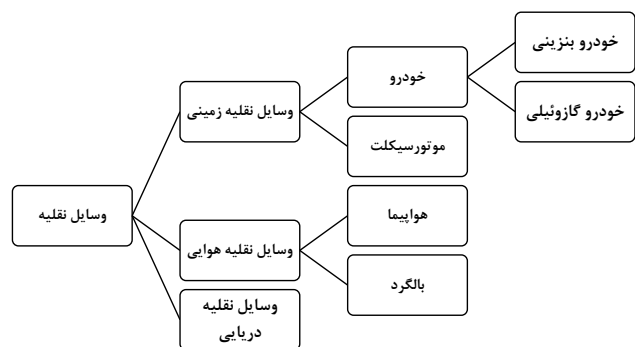 وسایل نقلیه
وسایل نقلیه زمینی
خودرو
خودرو بنزینی
خودرو گازوئیلی
موتورسیکلت
وسایل نقلیه هوایی
هواپیما
بالگرد
وسایل نقلیه
دریایی